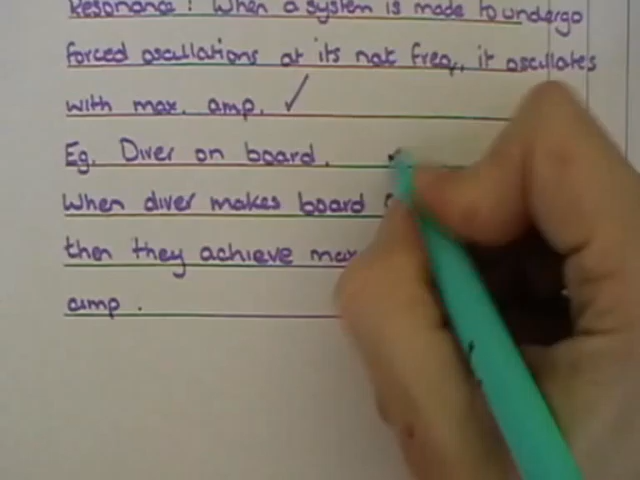 Resonance: When a system is made to undergo
forced oscillations at its nat freq, it oscillates
with max. amp. ✓
Eg. Diver on board.
When diver makes board
then they achieve max
amp.